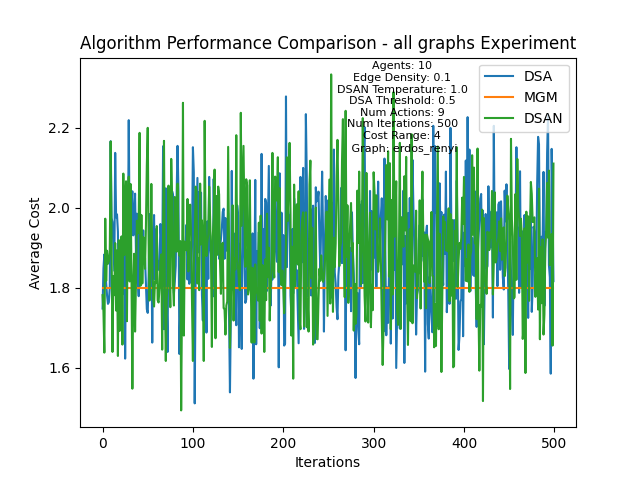 Algorithm Performance Comparison - all graphs Experiment
Agents: 10
Edge Density: 0.1
DSAN Temperature: 1.0
DSA Threshold: 0.5
Num Actions: 9
Num Iterations: 500
Cost Range: 4
Graph: erdos_renyi
DSA
MGM
DSAN
Average Cost
2.2
2.0
1.8
1.6
0 100 200 300 400 500
Iterations